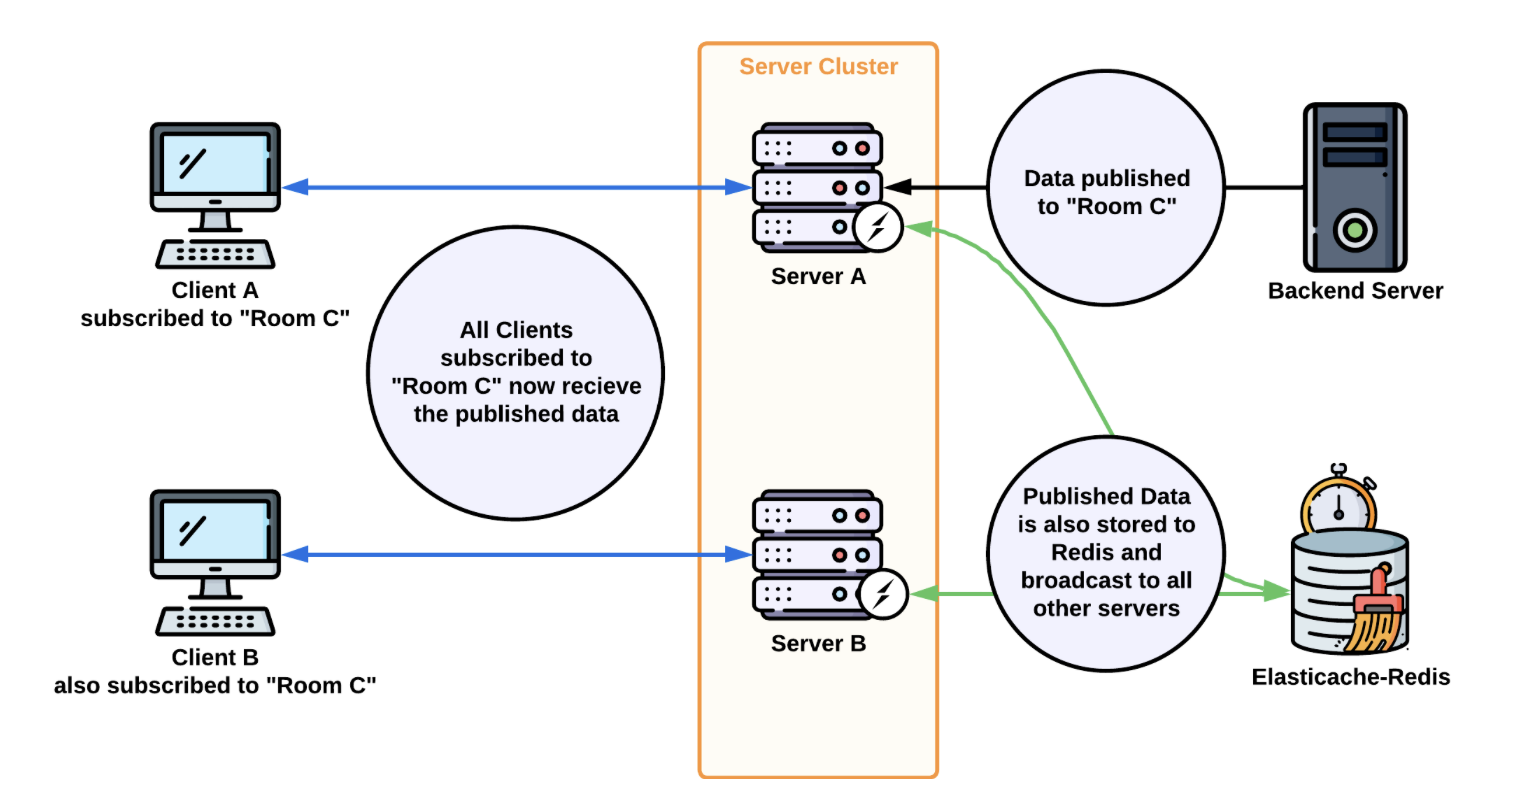 Server Cluster
Data published
to "Room C"
Server A
Client A
subscribed to "Room C"
Backend Server
All Clients
subscribed to
"Room C" now recieve
the published data
Published Data
is also stored to
Redis and
broadcast to all
other servers
Server B
Client B
also subscribed to "Room C"
Elasticache-Redis